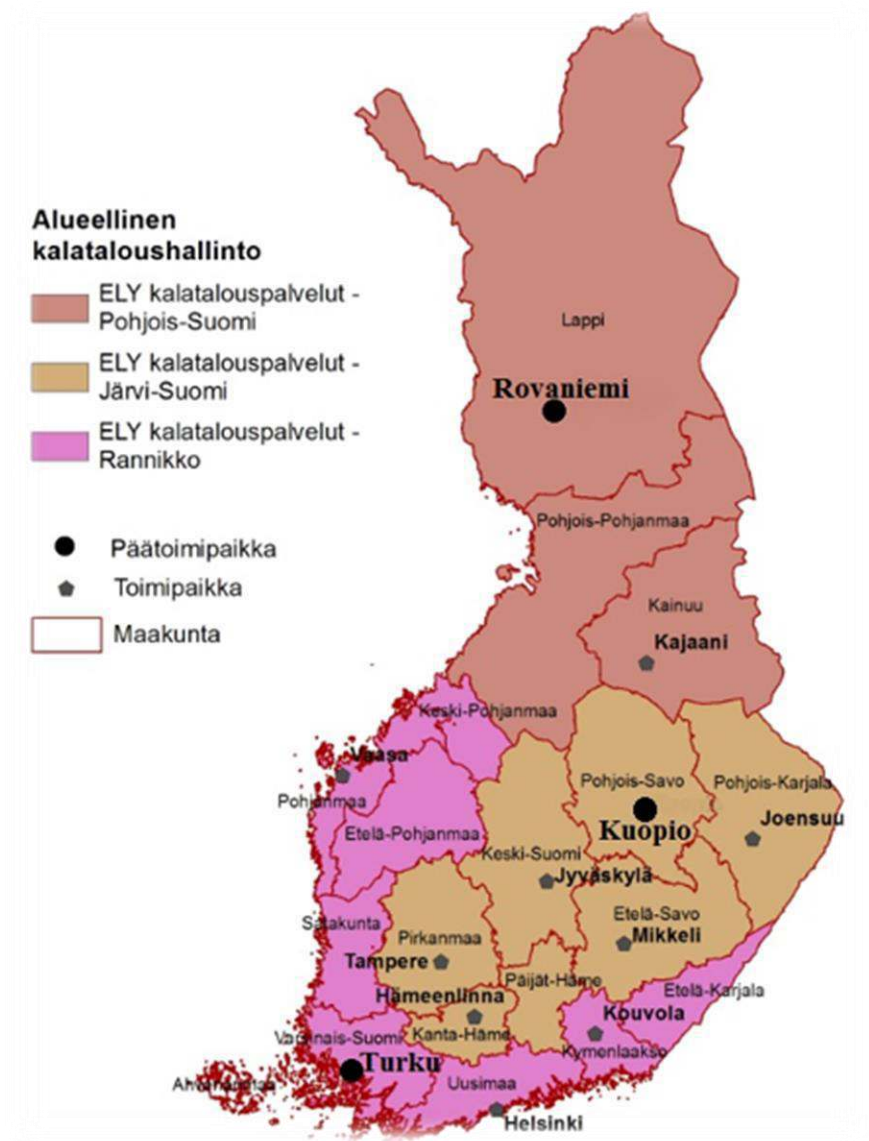 Alueellinen
kalataloushallinto
ELY kalatalouspalvelut -
Pohjois-Suomi
ELY kalatalouspalvelut -
Järvi-Suomi
ELY kalatalouspalvelut -
Rannikko
Päätoimipaikka
Toimipaikka
Maakunta
Lappi
Rovaniemi
Pohjois-Pohjanmaa
Kainuu
Kajaani
Keski-Pohjanmaa
Vaasa
Pohjanmaa
Etelä-Pohjanmaa
Pohjois-Savo
Kuopio
Pohjois-Karjala
Joensuu
Keski-Suomi
Jyväskylä
Etelä-Savo
Mikkeli
Satakunta
Pirkanmaa
Tampere
Päijät-Häme
Hämeenlinna
Kanta-Häme
Etelä-Karjala
Kouvola
Kymenlaakso
Varsinais-Suomi
Turku
Ahvenanmaa
Uusimaa
Helsinki